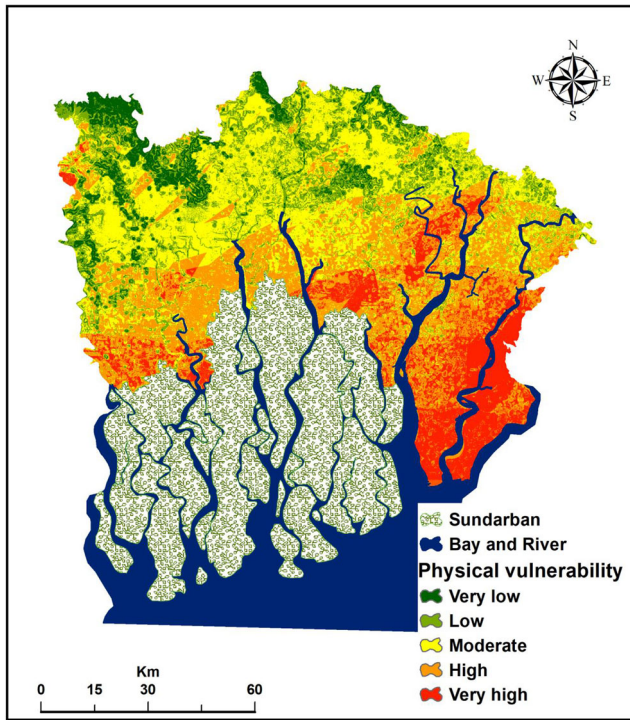 N
W E
S
Sundarban
Bay and River
Physical vulnerability
Very low
Low
Moderate
High
Very high
Km
0 15 30 60